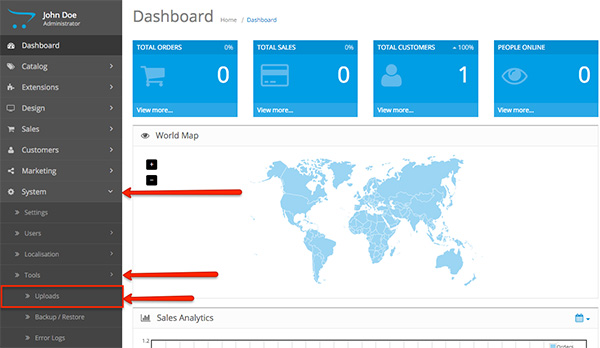 John Doe
Administrator
Dashboard
Catalog
Extensions
Design
Sales
Customers
Marketing
System
Settings
Users
Localisation
Tools
Uploads
Backup / Restore
Error Logs
Dashboard Home / Dashboard
TOTAL ORDERS 0%
0
View more...
TOTAL SALES 0%
0
View more...
TOTAL CUSTOMERS 100%
1
View more...
PEOPLE ONLINE
0
View more...
World Map
+
−
Sales Analytics
1.2
Orders